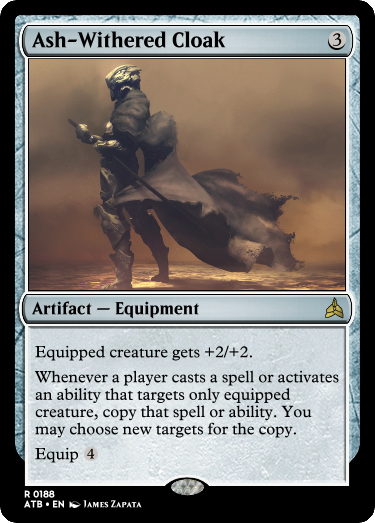 Ash-Withered Cloak 3
Artifact — Equipment
Equipped creature gets +2/+2.
Whenever a player casts a spell or activates
an ability that targets only equipped
creature, copy that spell or ability. You
may choose new targets for the copy.
Equip 4
R 0188
ATB • EN James Zapata